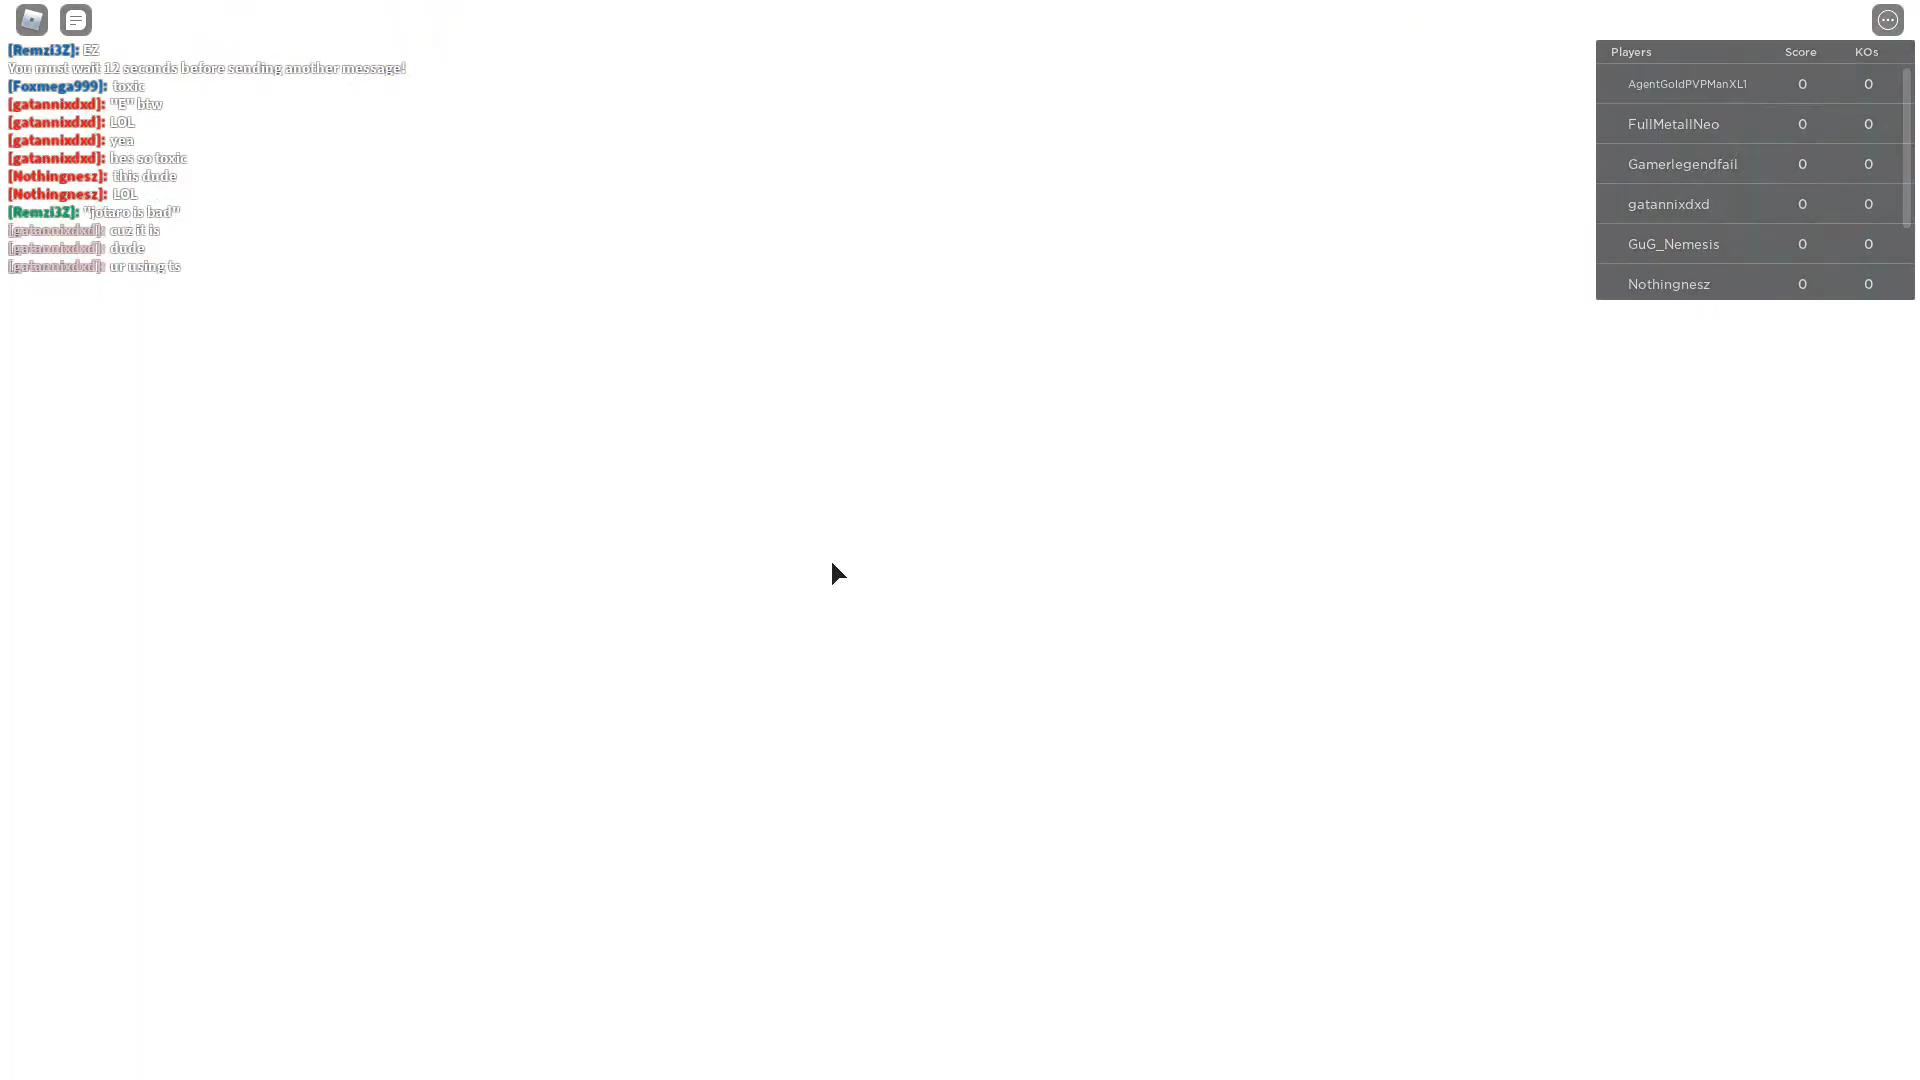 [Remzi3Z]: EZ
You must wait 12 seconds before sending another message!
[Foxmega999]: toxic
[gatannixdxd]: "E" btw
[gatannixdxd]: LOL
[gatannixdxd]: yea
[gatannixdxd]: hes so toxic
[Nothingnesz]: this dude
[Nothingnesz]: LOL
[Remzi3Z]: "jotaro is bad"
[gatannixdxd]: cuz it is
[gatannixdxd]: dude
[gatannixdxd]: ur using ts
Players Score KOs
AgentGoldPVPManXL1 0 0
FullMetallNeo 0 0
Gamerlegendfail 0 0
gatannixdxd 0 0
GuG_Nemesis 0 0
Nothingnesz 0 0